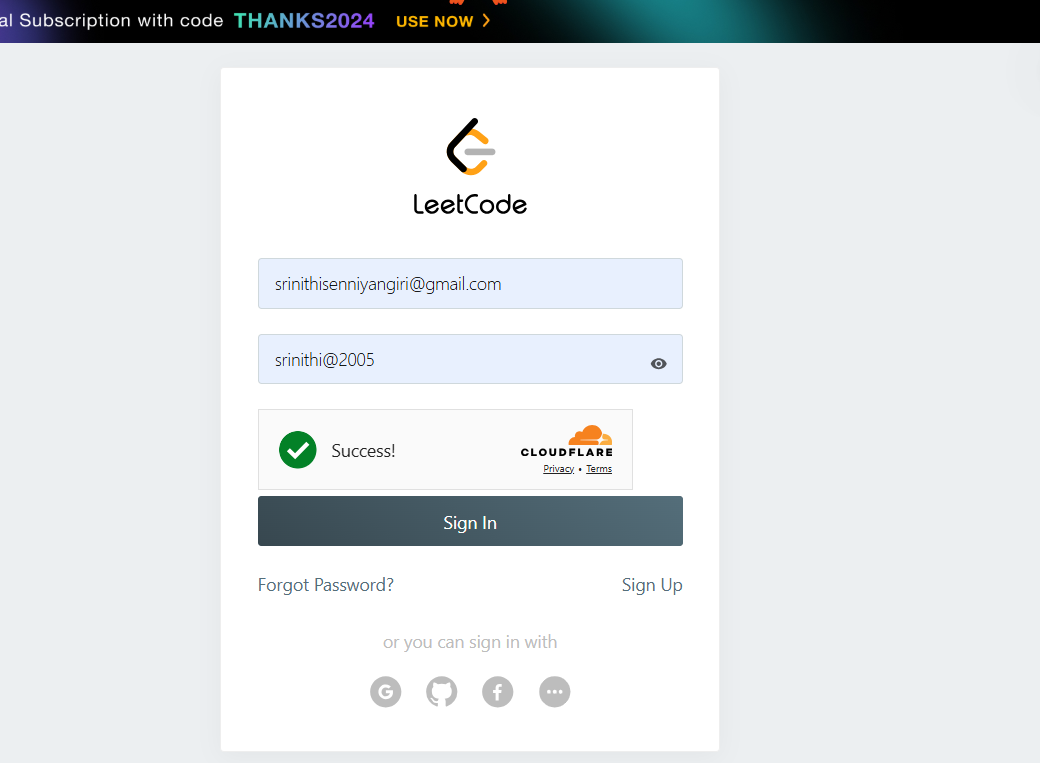 al Subscription with code THANKS2024 USE NOW
LeetCode
srinithisenniyangiri@gmail.com
srinithi@2005
Success!
CLOUDFLARE
Privacy • Terms
Sign In
Forgot Password? Sign Up
or you can sign in with